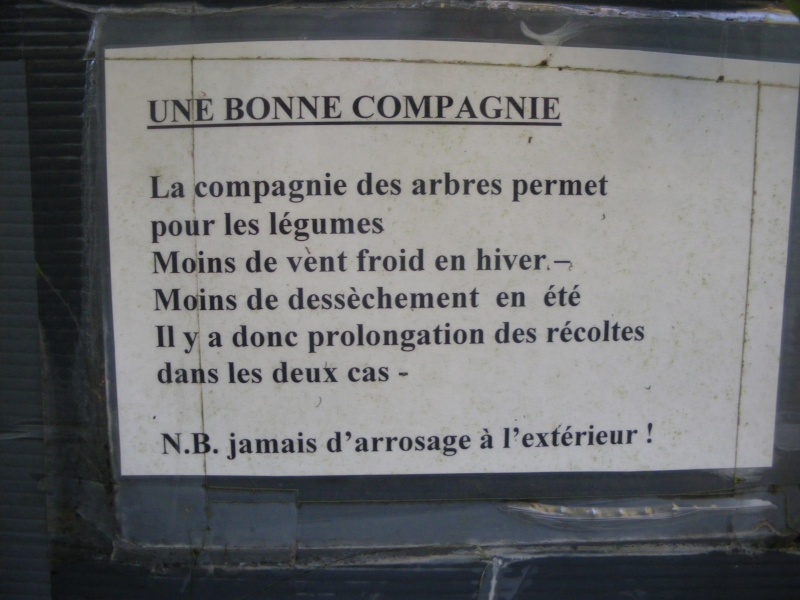 UNE BONNE COMPAGNIE
La compagnie des arbres permet
pour les légumes
Moins de vent froid en hiver. –
Moins de dessèchement en été
Il y a donc prolongation des récoltes
dans les deux cas -
N.B. jamais d’arrosage à l’extérieur !